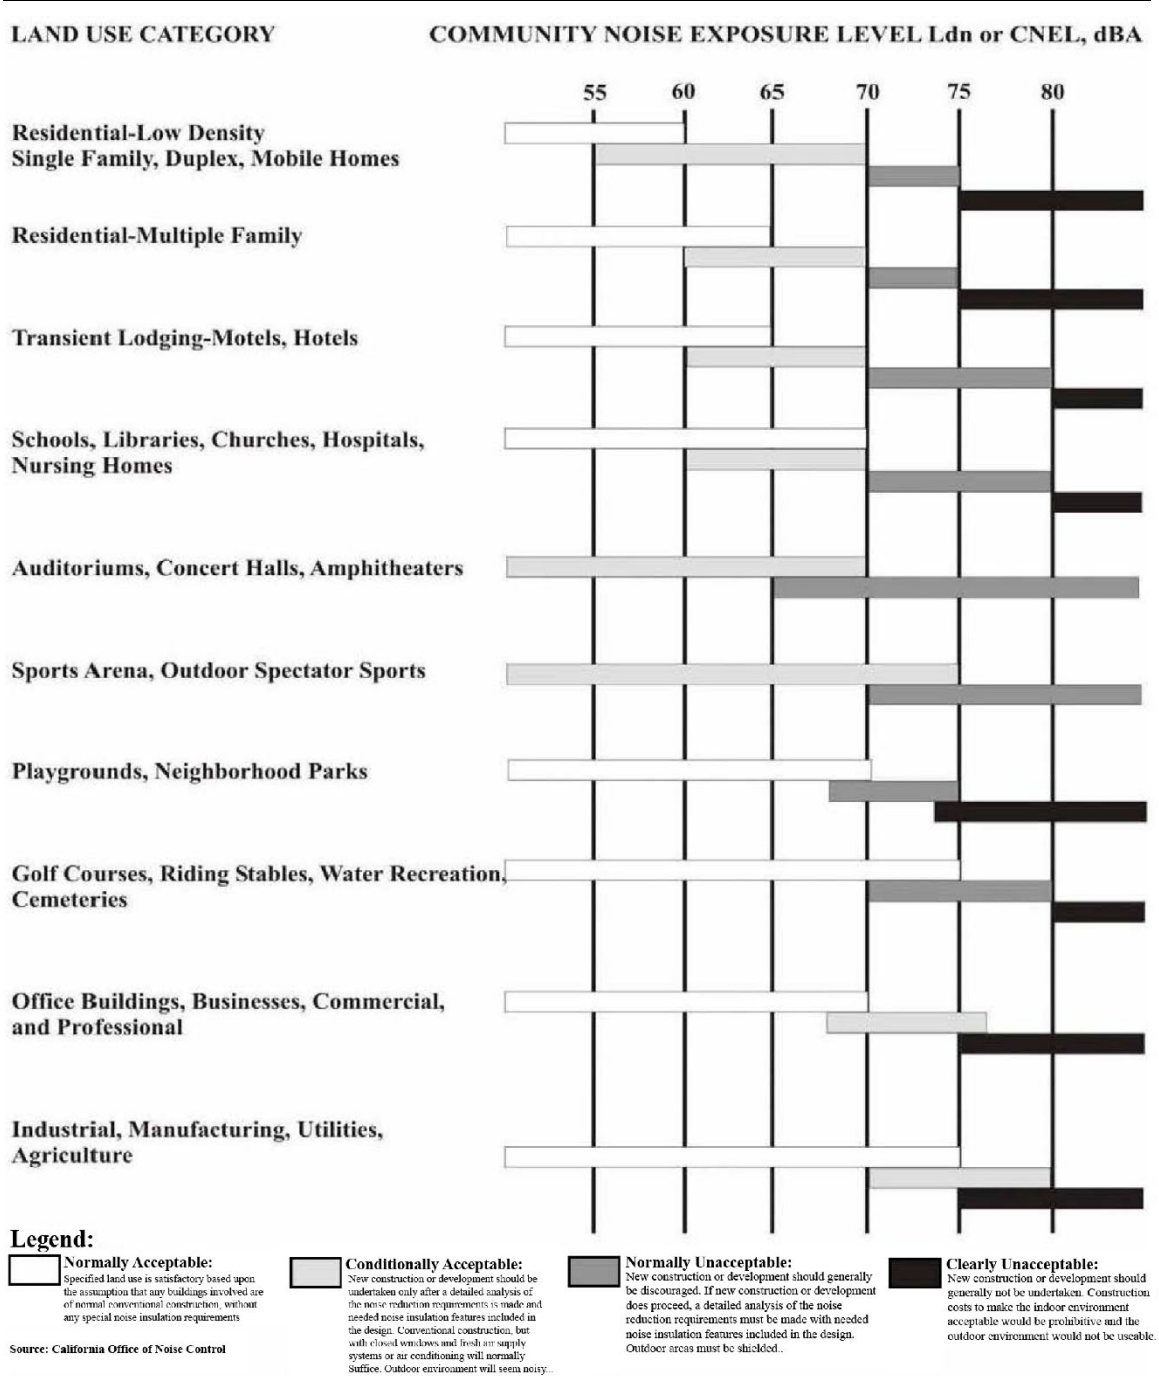 LAND USE CATEGORY COMMUNITY NOISE EXPOSURE LEVEL Ldn or CNEL, dBA
55 60 65 70 75 80
Residential-Low Density
Single Family, Duplex, Mobile Homes
Residential-Multiple Family
Transient Lodging-Motels, Hotels
Schools, Libraries, Churches, Hospitals,
Nursing Homes
Auditoriums, Concert Halls, Amphitheaters
Sports Arena, Outdoor Spectator Sports
Playgrounds, Neighborhood Parks
Golf Courses, Riding Stables, Water Recreation,
Cemeteries
Office Buildings, Businesses, Commercial,
and Professional
Industrial, Manufacturing, Utilities,
Agriculture
Legend:
Normally Acceptable:
Specified land use is satisfactory based upon
the assumption that any buildings involved are
of normal conventional construction, without
any special noise insulation requirements
Conditionally Acceptable:
New construction or development should be
undertaken only after a detailed analysis of
the noise reduction requirements is made and
needed noise insulation features included in
the design. Conventional construction, but
with closed windows and fresh air supply
systems or air conditioning will normally
Suffice. Outdoor environment will seem noisy...
Normally Unacceptable:
New construction or development should generally
be discouraged. If new construction or development
does proceed, a detailed analysis of the noise
reduction requirements must be made with needed
noise insulation features included in the design.
Outdoor areas must be shielded..
Clearly Unacceptable:
New construction or development should
generally not be undertaken. Construction
costs to make the indoor environment
acceptable would be prohibitive and the
outdoor environment would not be useable.
Source: California Office of Noise Control